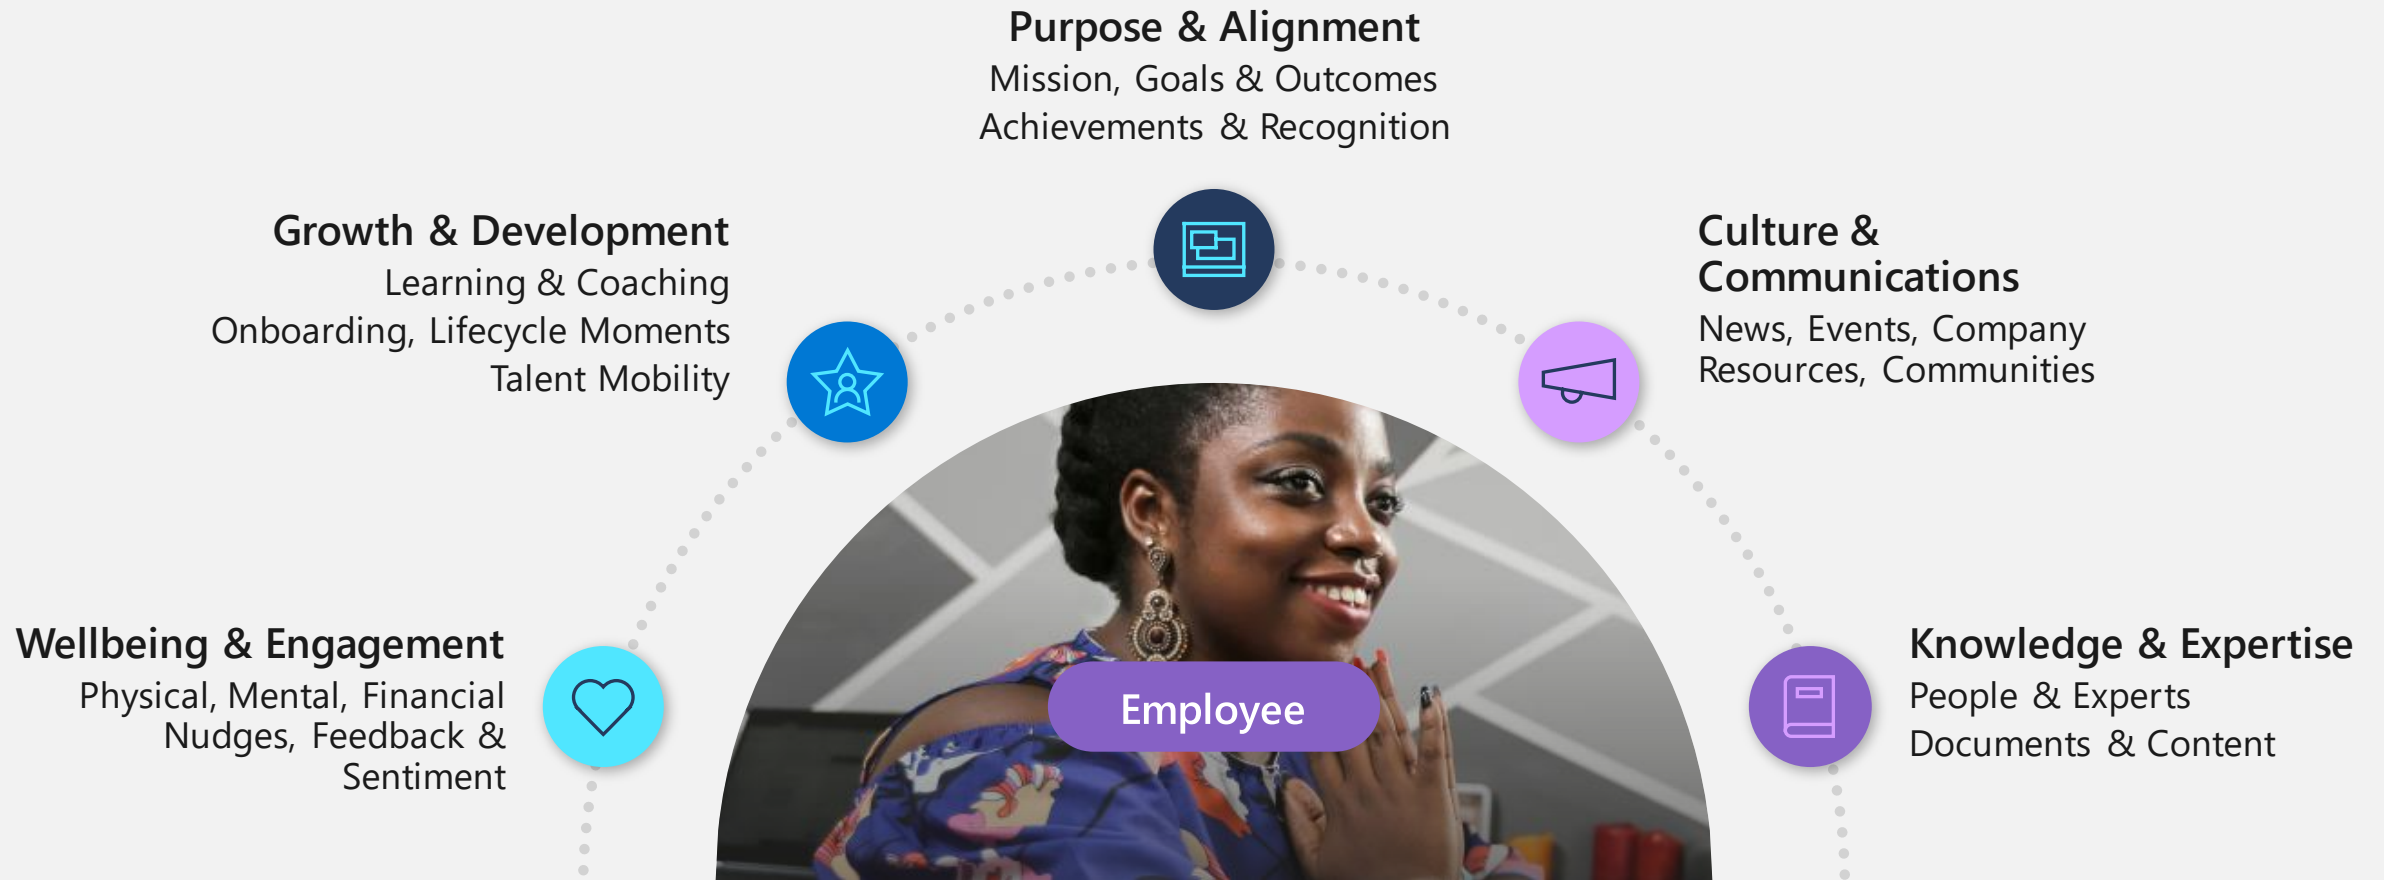 Purpose & Alignment
Mission, Goals & Outcomes
Achievements & Recognition
Growth & Development
Learning & Coaching
Onboarding, Lifecycle Moments
Talent Mobility
Culture &
Communications
News, Events, Company
Resources, Communities
Wellbeing & Engagement
Physical, Mental, Financial
Nudges, Feedback &
Sentiment
Employee
Knowledge & Expertise
People & Experts
Documents & Content